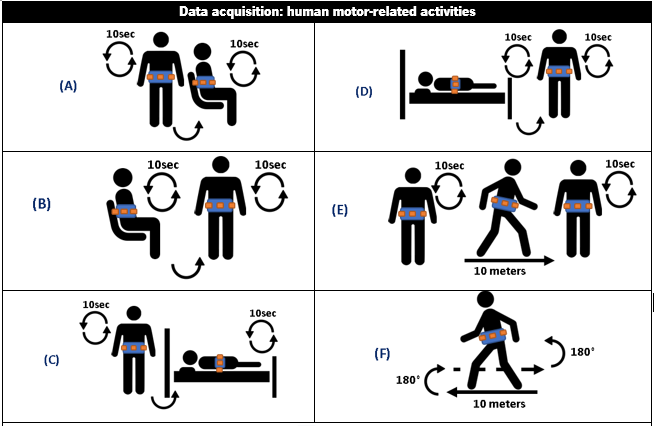 Data acquisition: human motor-related activities
(A)
10sec
10sec
(D)
10sec
10sec
(B)
10sec
10sec
(E)
10sec
10sec
10 meters
(C)
10sec
10sec
(F)
180°
180°
10 meters